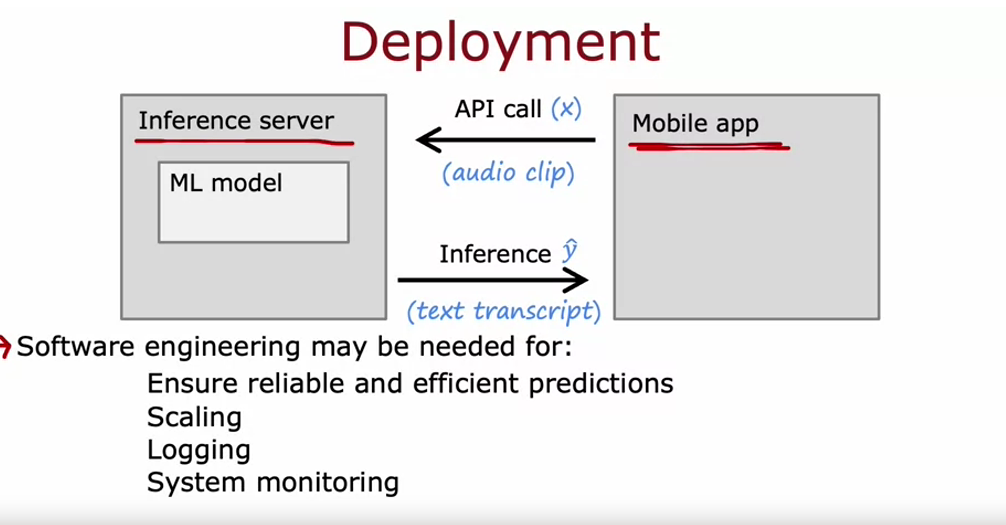 Deployment
Inference server
ML model
API call (x)
(audio clip)
Inference ŷ
(text transcript)
Mobile app
Software engineering may be needed for:
Ensure reliable and efficient predictions
Scaling
Logging
System monitoring